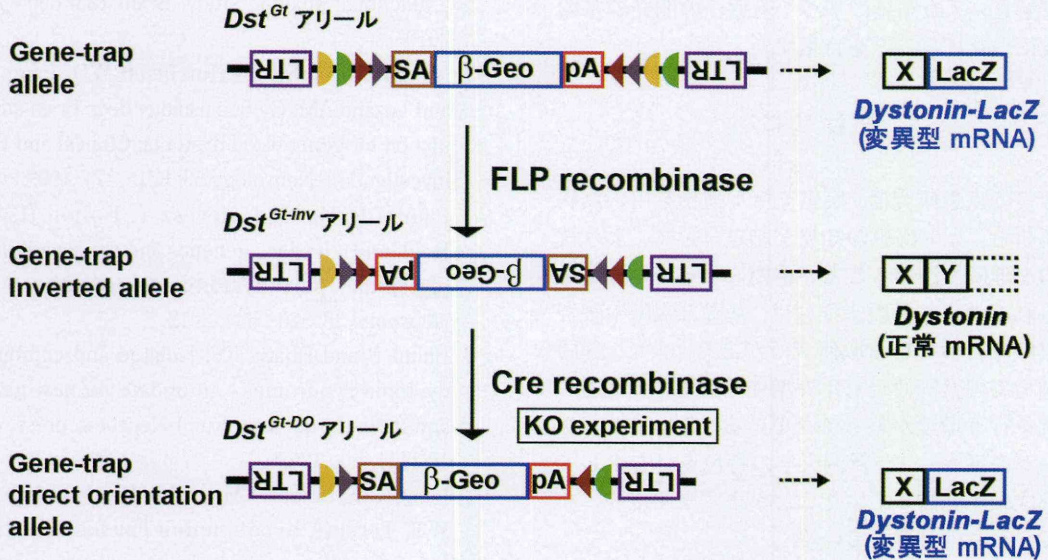 Dst^Gt アリール
Gene-trap
allele
LTR SA β-Geo pA LTR
X LacZ
Dystonin-LacZ
(変異型 mRNA)
FLP recombinase
Dst^Gt-inv アリール
Gene-trap
Inverted allele
LTR pA β-Geo SA LTR
X Y
Dystonin
(正常 mRNA)
Cre recombinase
KO experiment
Dst^Gt-DO アリール
Gene-trap
direct orientation
allele
LTR SA β-Geo pA LTR
X LacZ
Dystonin-LacZ
(変異型 mRNA)